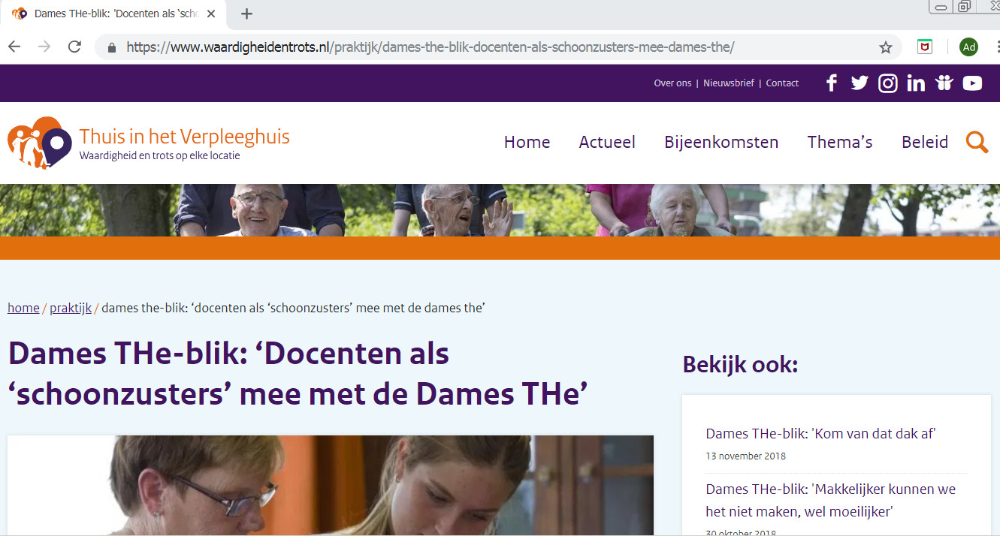 Dames THe-blik: 'Docenten als 'scho
https://www.waardigheidentrots.nl/praktijk/dames-the-blik-docenten-als-schoonzusters-mee-dames-the/
Ad
Over ons | Nieuwsbrief | Contact
Thuis in het Verpleeghuis
Waardigheid en trots op elke locatie
Home Actueel Bijeenkomsten Thema's Beleid
home / praktijk / dames the-blik: ‘docenten als ‘schoonzusters’ mee met de dames the’
Dames THe-blik: ‘Docenten als
‘schoonzusters’ mee met de Dames THe’
Bekijk ook:
Dames THe-blik: 'Kom van dat dak af'
13 november 2018
Dames THe-blik: 'Makkelijker kunnen we
het niet maken, wel moeilijker'
30 oktober 2018